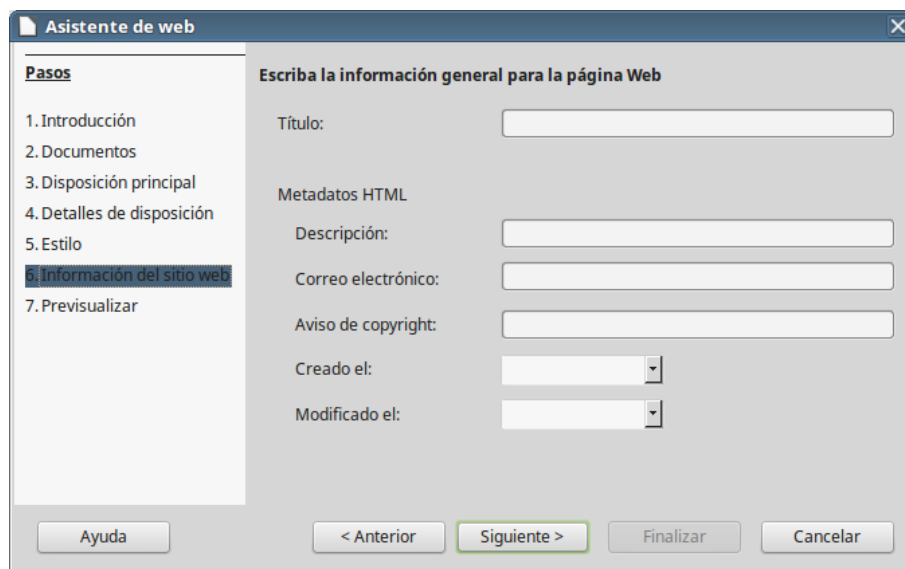 Asistente de web
Pasos
1. Introducción
2. Documentos
3. Disposición principal
4. Detalles de disposición
5. Estilo
6. Información del sitio web
7. Previsualizar
Escriba la información general para la página Web
Título:
Metadatos HTML
Descripción:
Correo electrónico:
Aviso de copyright:
Creado el:
Modificado el:
Ayuda
< Anterior
Siguiente >
Finalizar
Cancelar